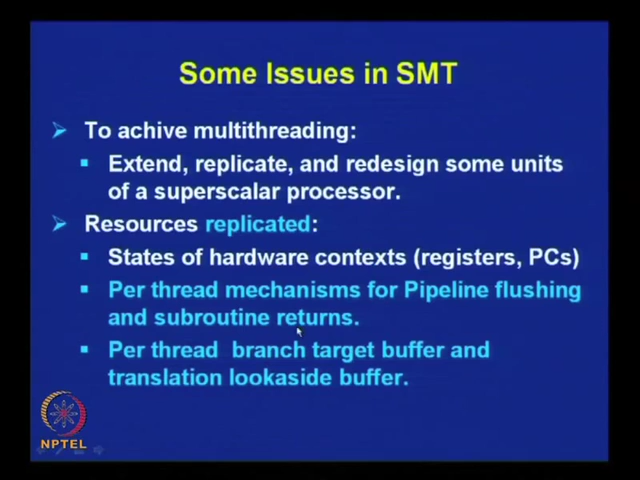 Some Issues in SMT
To achive multithreading:
Extend, replicate, and redesign some units
of a superscalar processor.
Resources replicated:
States of hardware contexts (registers, PCs)
Per thread mechanisms for Pipeline flushing
and subroutine returns.
Per thread branch target buffer and
translation lookaside buffer.
NPTEL